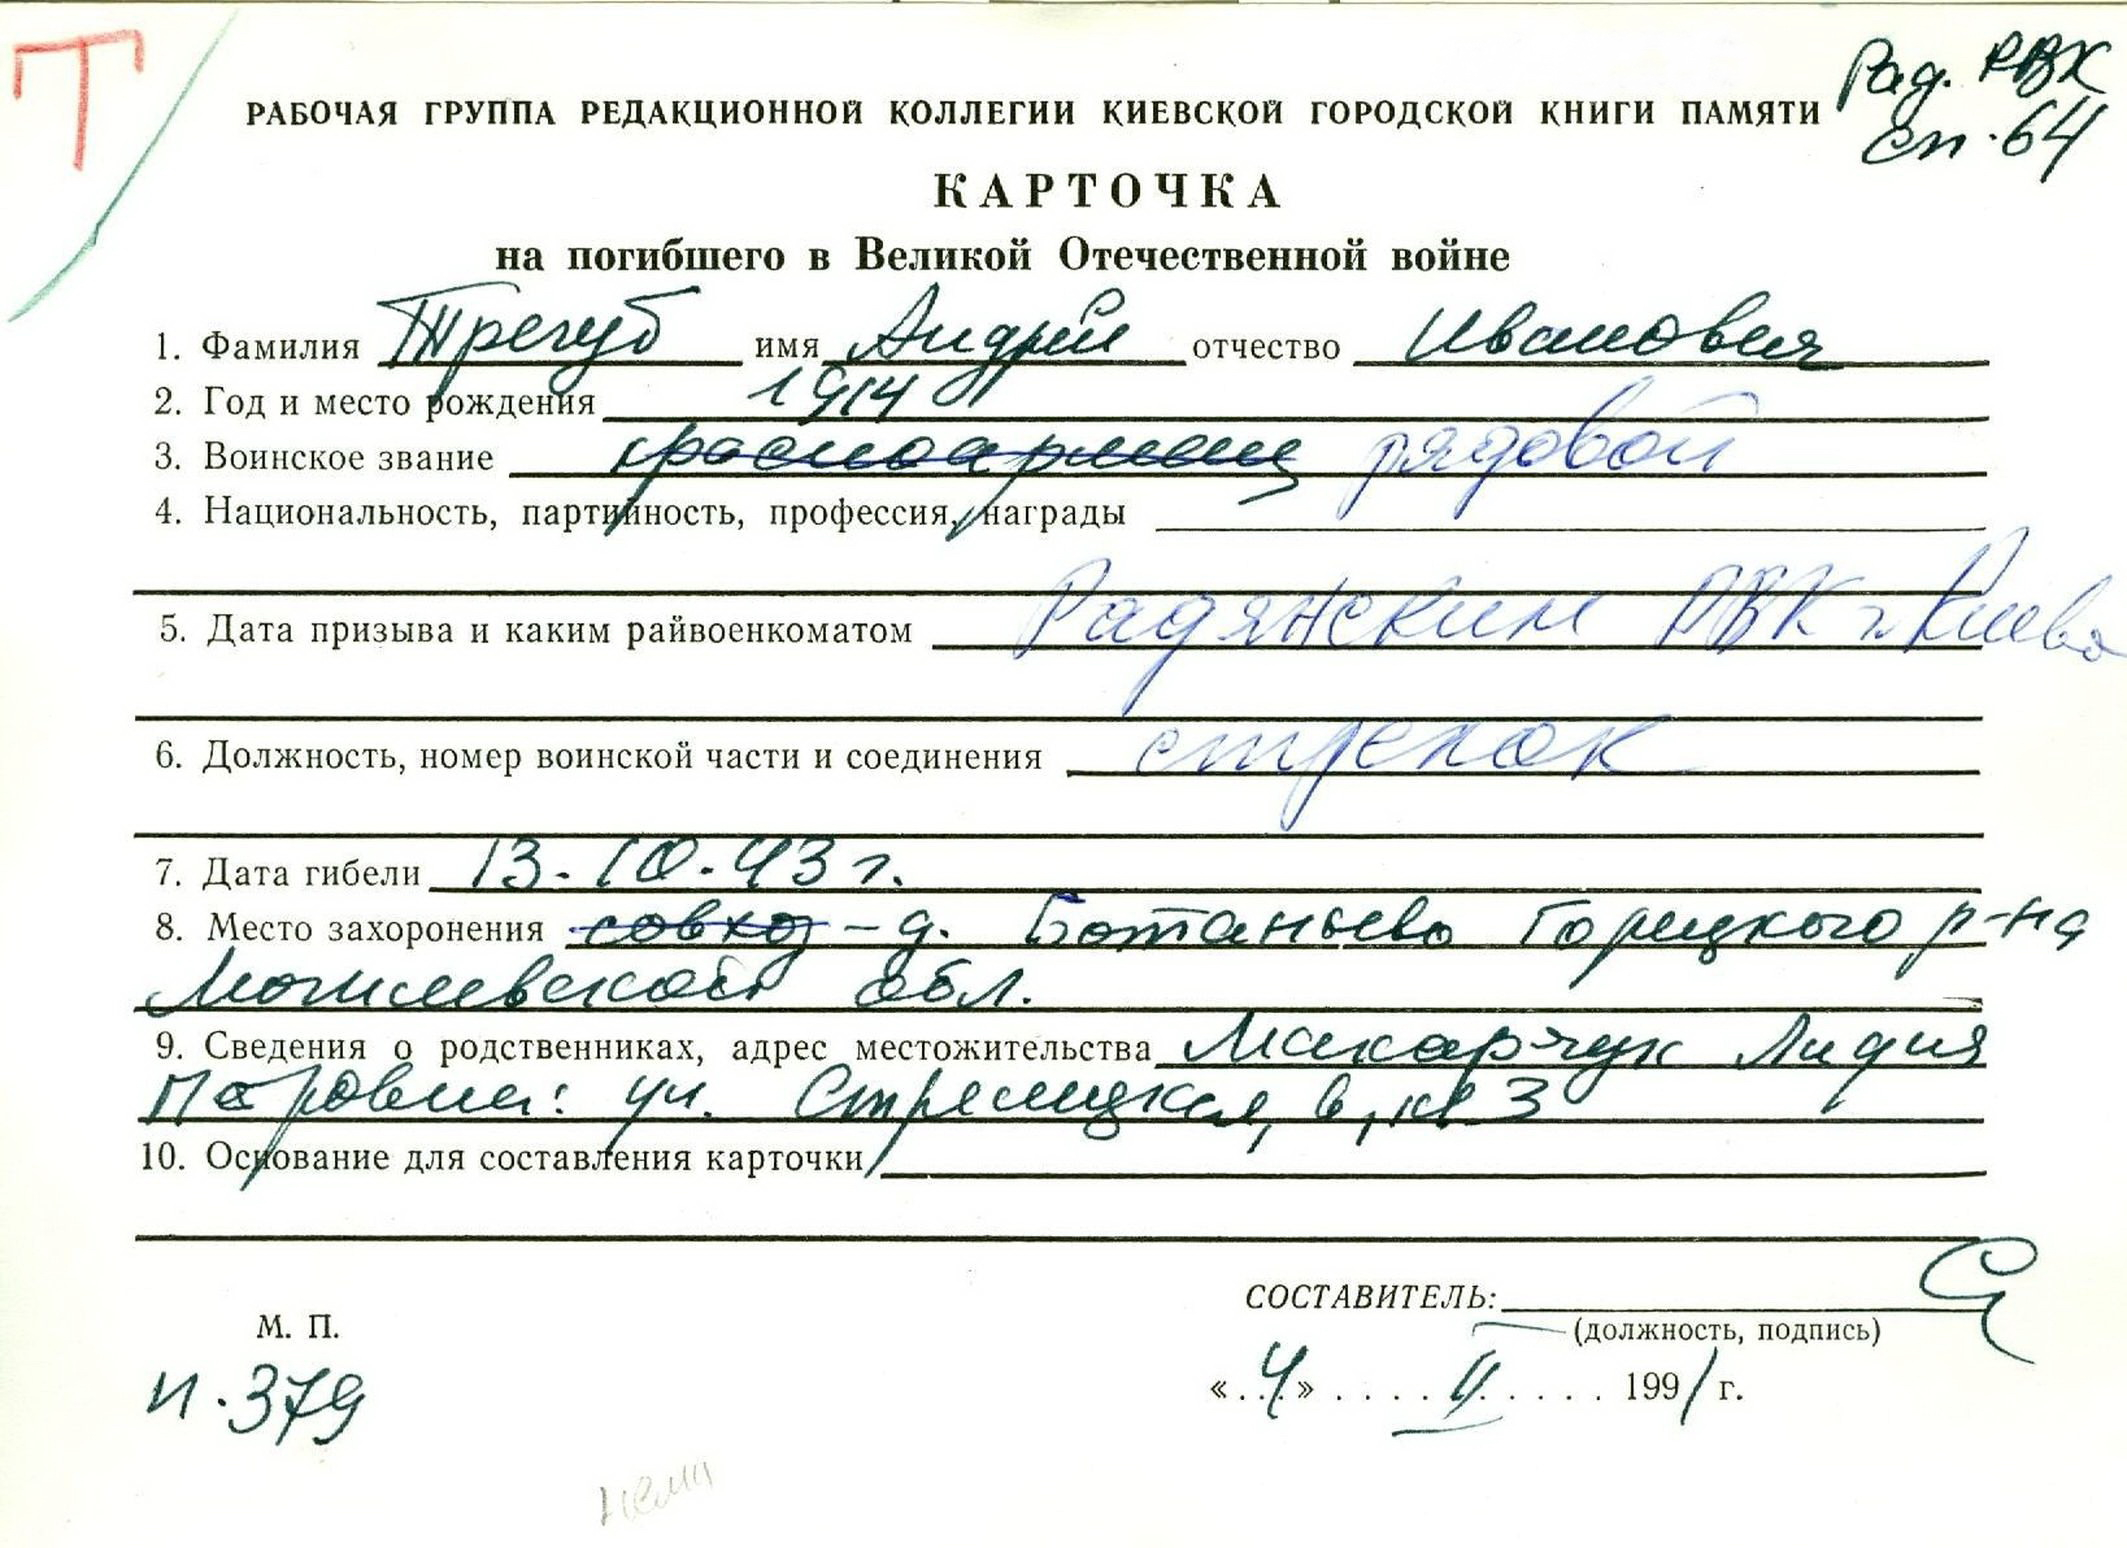 Т
Рад. РВК
сп. 64
РАБОЧАЯ ГРУППА РЕДАКЦИОННОЙ КОЛЛЕГИИ КИЕВСКОЙ ГОРОДСКОЙ КНИГИ ПАМЯТИ
КАРТОЧКА
на погибшего в Великой Отечественной войне
1. Фамилия Трегуб имя Андрей отчество Иванович
2. Год и место рождения 1914
3. Воинское звание красноармеец рядовой
4. Национальность, партийность, профессия, награды
5. Дата призыва и каким райвоенкоматом Радянским РВК г. Киева
6. Должность, номер воинской части и соединения стрелок
7. Дата гибели 13.10.43 г.
8. Место захоронения совхоз - д. Ботаньево Горецкого р-на
Могилевской обл.
9. Сведения о родственниках, адрес местожительства Макарчук Лидия
Петровна: ул. Стрелецкая, 6, кв. 3
10. Основание для составления карточки
СОСТАВИТЕЛЬ:
(должность, подпись)
М. П.
« . 4 » . . . . II . . . . . 1991 г.
и. 379